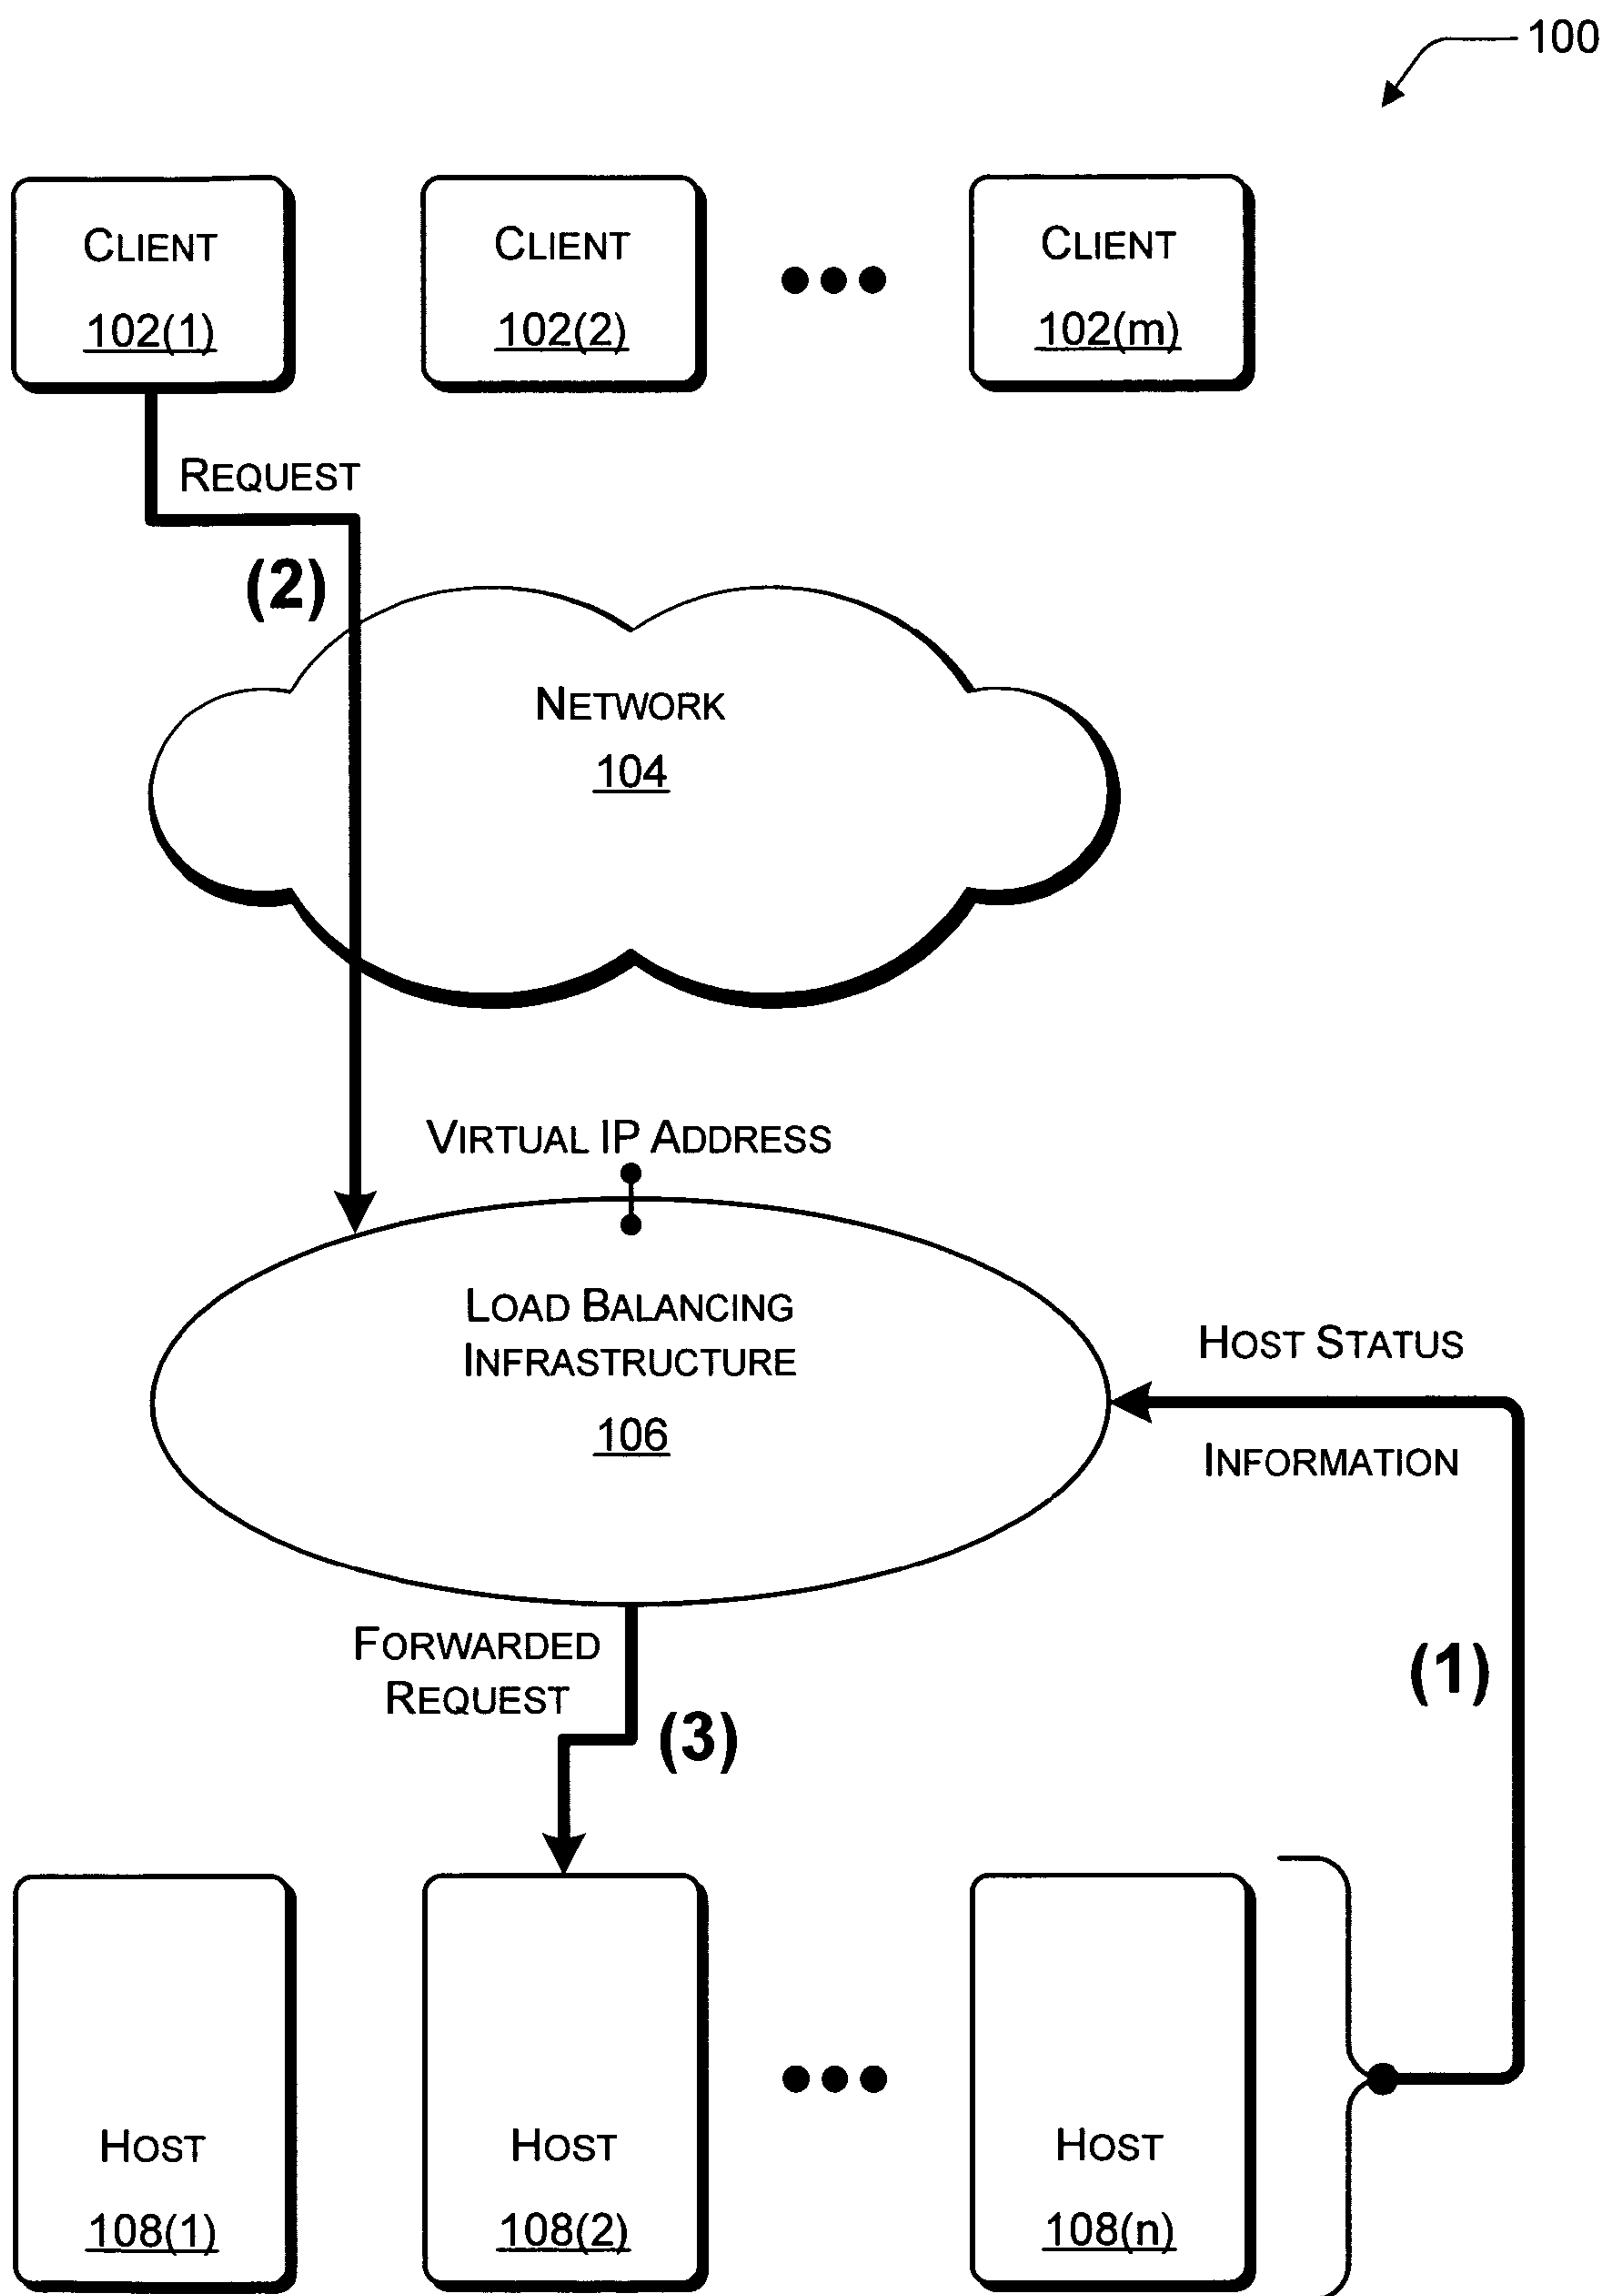 100
CLIENT
102(1)
CLIENT
102(2)
CLIENT
102(m)
REQUEST
(2)
NETWORK
104
VIRTUAL IP ADDRESS
LOAD BALANCING
INFRASTRUCTURE
106
HOST STATUS
INFORMATION
FORWARDED
REQUEST
(3)
(1)
HOST
108(1)
HOST
108(2)
HOST
108(n)